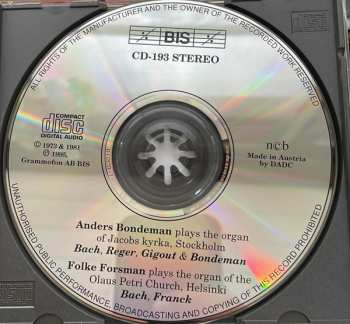 ALL RIGHTS OF THE MANUFACTURER AND THE OWNER OF THE RECORDED WORK RESERVED.
BIS
CD-193 STEREO
COMPACT
disc
DIGITAL AUDIO
© 1973 & 1981
℗ 1995,
Grammofon AB BIS
ncb
Made in Austria
by DADC
Anders Bondeman plays the organ
of Jacobs kyrka, Stockholm
Bach, Reger, Gigout & Bondeman
Folke Forsman plays the organ of the
Olaus Petri Church, Helsinki
Bach, Franck
UNAUTHORISED PUBLIC PERFORMANCE, BROADCASTING AND COPYING OF THIS RECORD PROHIBITED